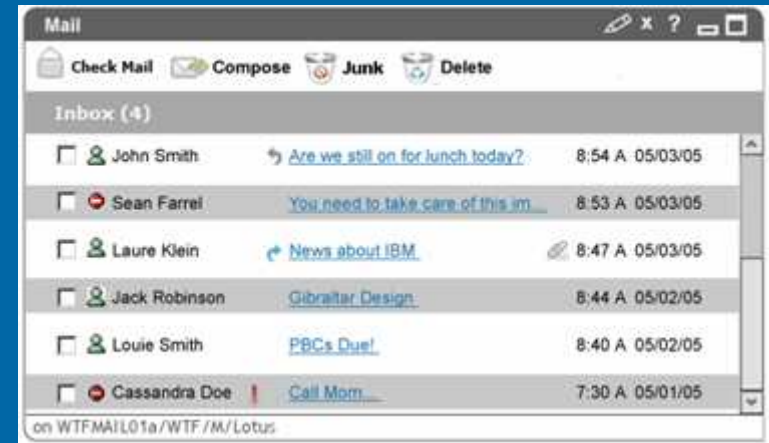 Mail x ?
Check Mail Compose Junk Delete
Inbox (4)
John Smith Are we still on for lunch today? 8:54 A 05/03/05
Sean Farrel You need to take care of this im... 8:53 A 05/03/05
Laure Klein News about IBM 8:47 A 05/03/05
Jack Robinson Gibraltar Design 8:44 A 05/02/05
Louie Smith PBCs Due! 8:40 A 05/02/05
Cassandra Doe ! Call Mom... 7:30 A 05/01/05
on WTFMAIL01a/WTF/M/Lotus